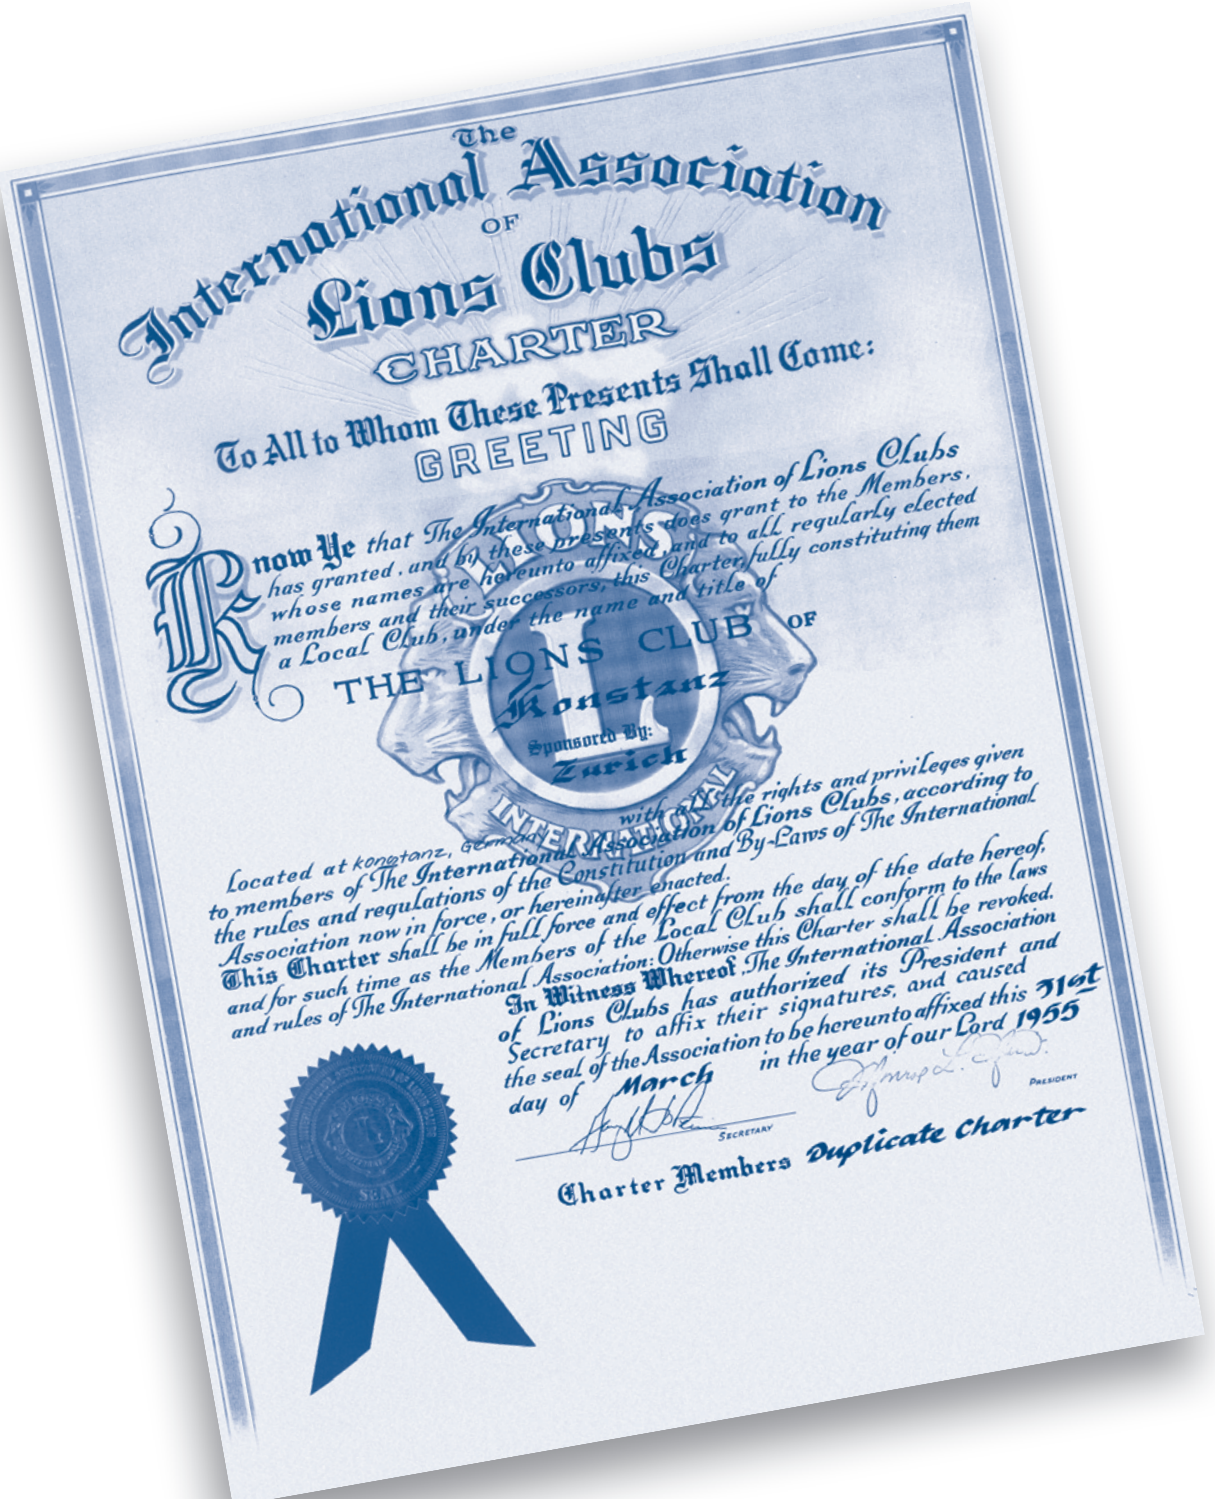 The
International Association
OF
Lions Clubs
CHARTER
To All to Whom These Presents Shall Come:
GREETING
Know Ye that The International Association of Lions Clubs
has granted, and by these presents does grant to the Members,
whose names are hereunto affixed, and to all regularly elected
members and their successors, this Charter, fully constituting them
a Local Club, under the name and title of
THE LIONS CLUB OF
Konstanz
Sponsored By:
Zurich
LIONS
L
INTERNATIONAL
Located at Konstanz, Germany with all the rights and privileges given
to members of The International Association of Lions Clubs, according to
the rules and regulations of the Constitution and By-Laws of The International
Association now in force, or hereinafter enacted.
This Charter shall be in full force and effect from the day of the date hereof,
and for such time as the Members of the Local Club shall conform to the laws
and rules of The International Association: Otherwise this Charter shall be revoked.
In Witness Whereof, The International Association
of Lions Clubs has authorized its President and
Secretary to affix their signatures, and caused
the seal of the Association to be hereunto affixed this 31st
day of March in the year of our Lord 1955
PRESIDENT
SECRETARY
Charter Members Duplicate Charter
SEAL